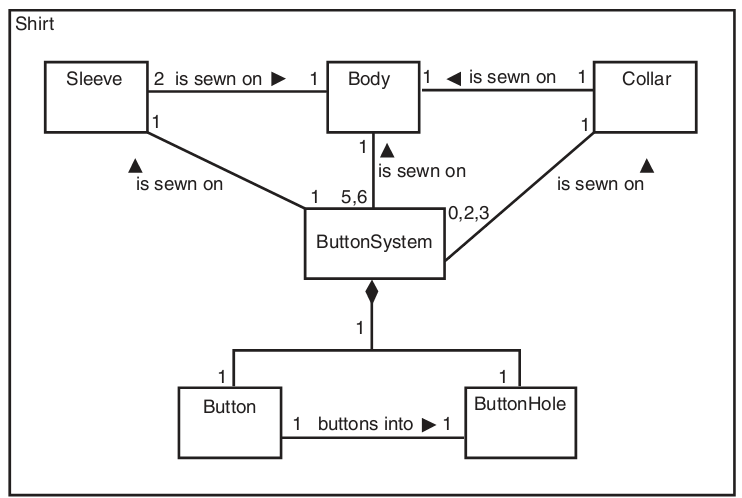 Shirt
Sleeve
2 is sewn on ► 1
Body
1 ◄ is sewn on 1
Collar
1
1
1
is sewn on
is sewn on
is sewn on
1
5,6
0,2,3
ButtonSystem
1
1
1
Button
ButtonHole
1 buttons into ► 1